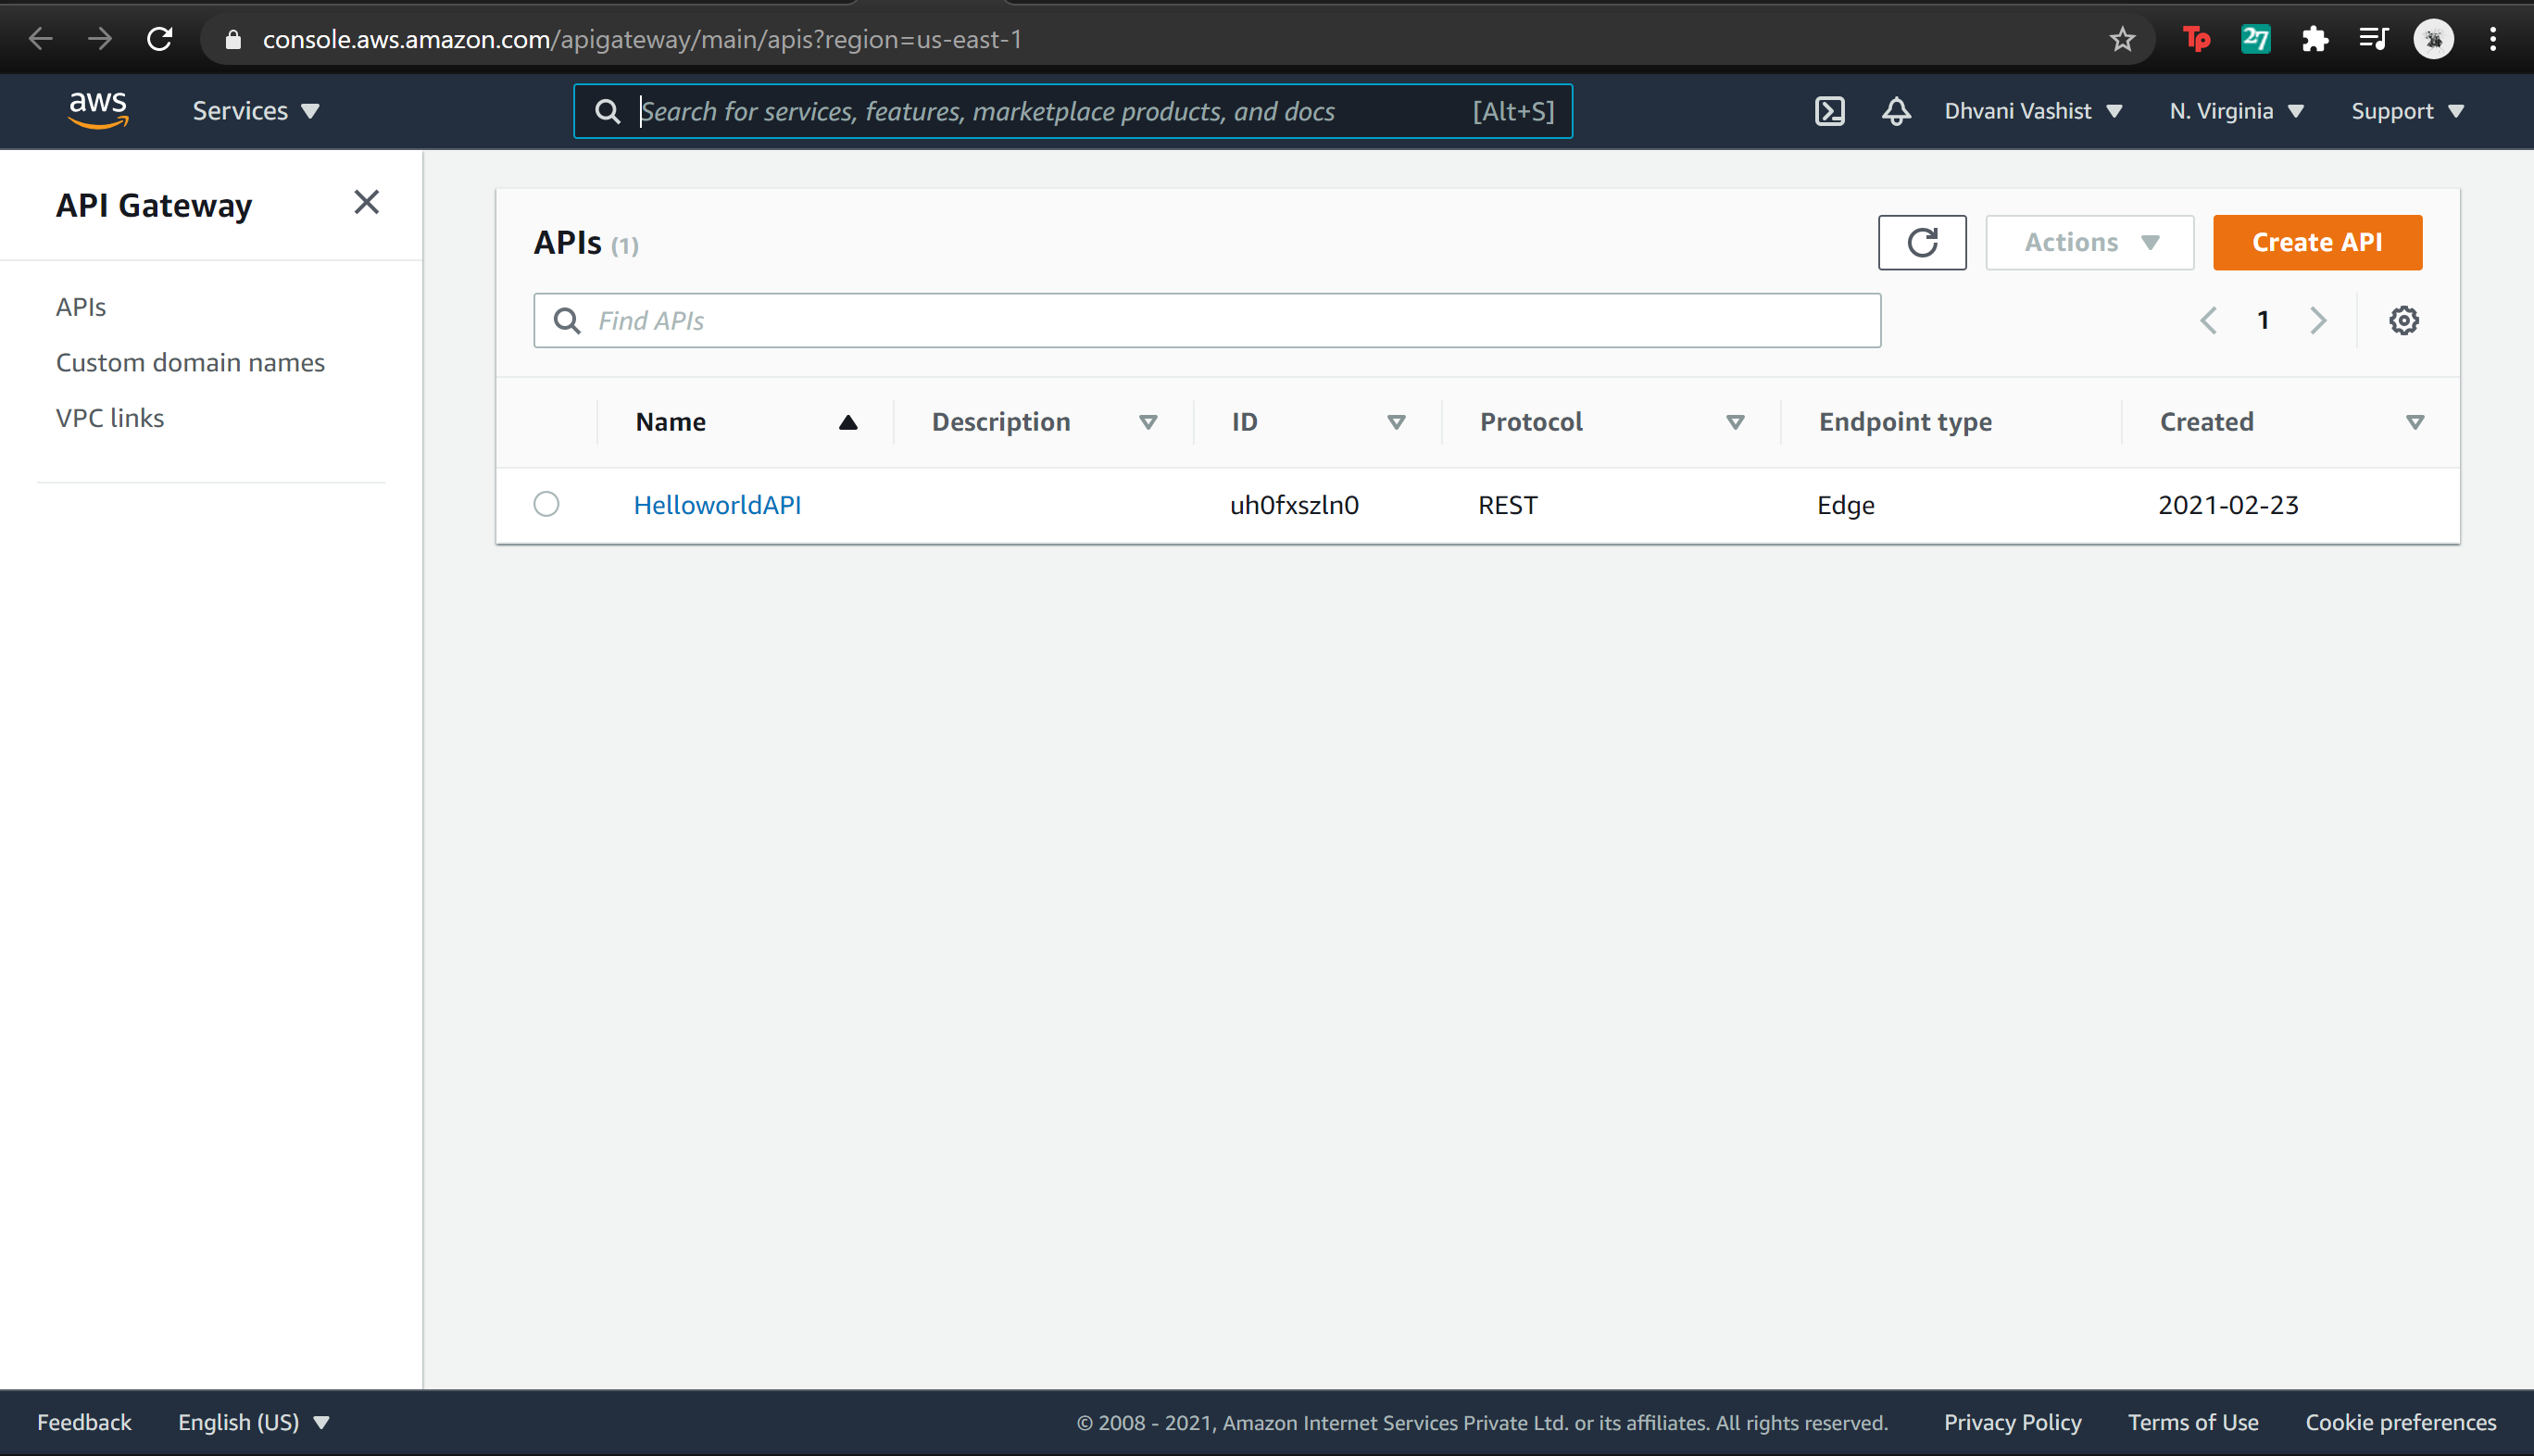 console.aws.amazon.com/apigateway/main/apis?region=us-east-1
Tp
27
aws
Services
Search for services, features, marketplace products, and docs
[Alt+S]
Dhvani Vashist
N. Virginia
Support
API Gateway
APIs
Custom domain names
VPC links
APIs (1)
Actions
Create API
Find APIs
1
Name Description ID Protocol Endpoint type Created
HelloworldAPI uh0fxszln0 REST Edge 2021-02-23
Feedback
English (US)
© 2008 - 2021, Amazon Internet Services Private Ltd. or its affiliates. All rights reserved.
Privacy Policy
Terms of Use
Cookie preferences